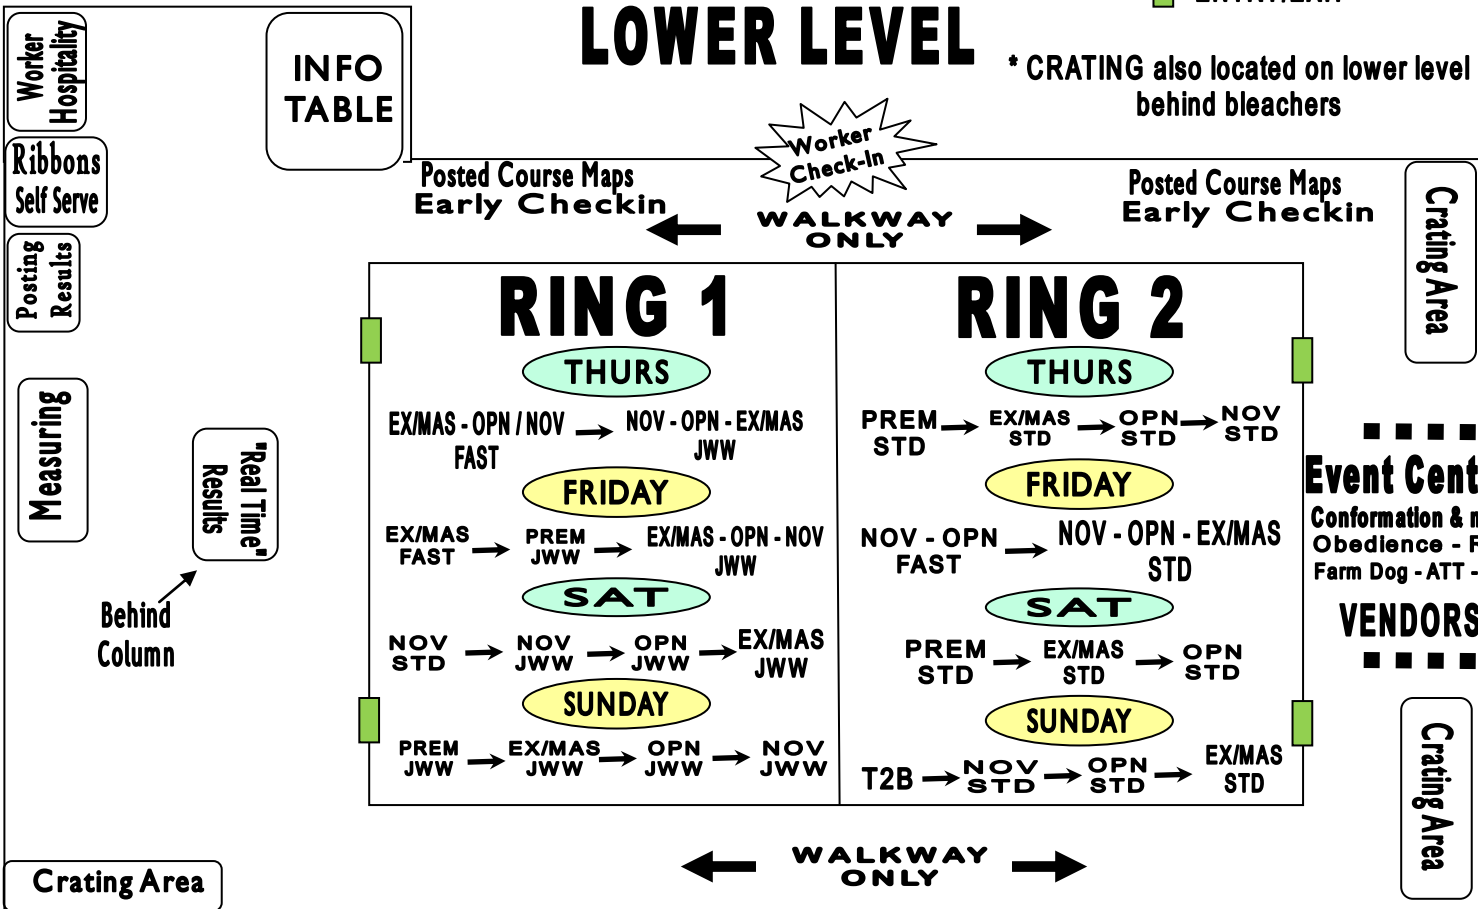 LOWER LEVEL
* CRATING also located on lower level
behind bleachers
Worker
Hospitality
INFO
TABLE
Ribbons
Self Serve
Posting
Results
Measuring
"Real Time"
Results
Behind
Column
Crating Area
Worker
Check-In
Posted Course Maps
Early Checkin
WALKWAY
ONLY
Posted Course Maps
Early Checkin
Crating Area
RING 1
THURS
EX/MAS - OPN / NOV
FAST
NOV - OPN - EX/MAS
JWW
FRIDAY
EX/MAS
FAST
PREM
JWW
EX/MAS - OPN - NOV
JWW
SAT
NOV
STD
NOV
JWW
OPN
JWW
EX/MAS
JWW
SUNDAY
PREM
JWW
EX/MAS
JWW
OPN
JWW
NOV
JWW
RING 2
THURS
PREM
STD
EX/MAS
STD
OPN
STD
NOV
STD
FRIDAY
NOV - OPN
FAST
NOV - OPN - EX/MAS
STD
SAT
PREM
STD
EX/MAS
STD
OPN
STD
SUNDAY
T2B
NOV
STD
OPN
STD
EX/MAS
STD
Event Cent
Conformation &
Obedience -
Farm Dog - ATT -
VENDORS
Crating Area
WALKWAY
ONLY